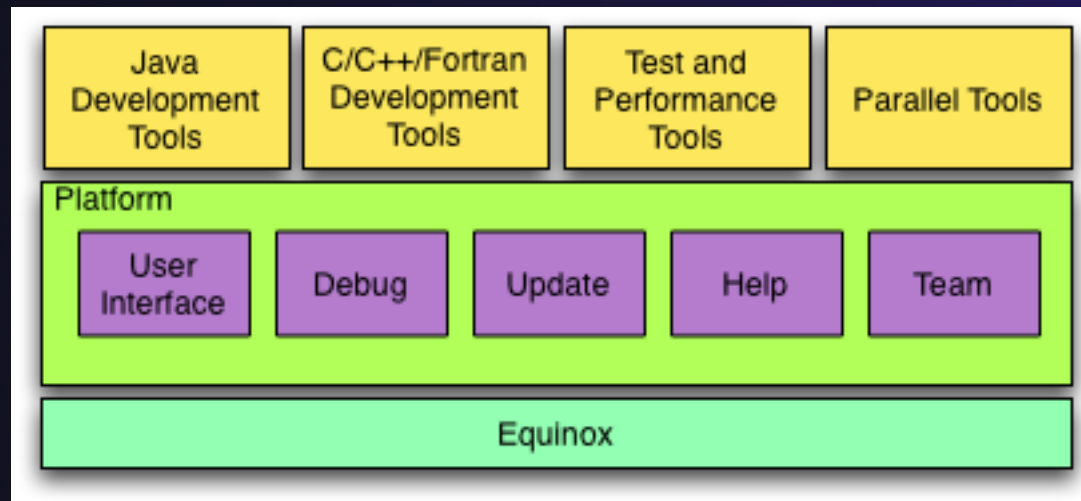 Java
Development
Tools
C/C++/Fortran
Development
Tools
Test and
Performance
Tools
Parallel Tools
Platform
User
Interface
Debug
Update
Help
Team
Equinox